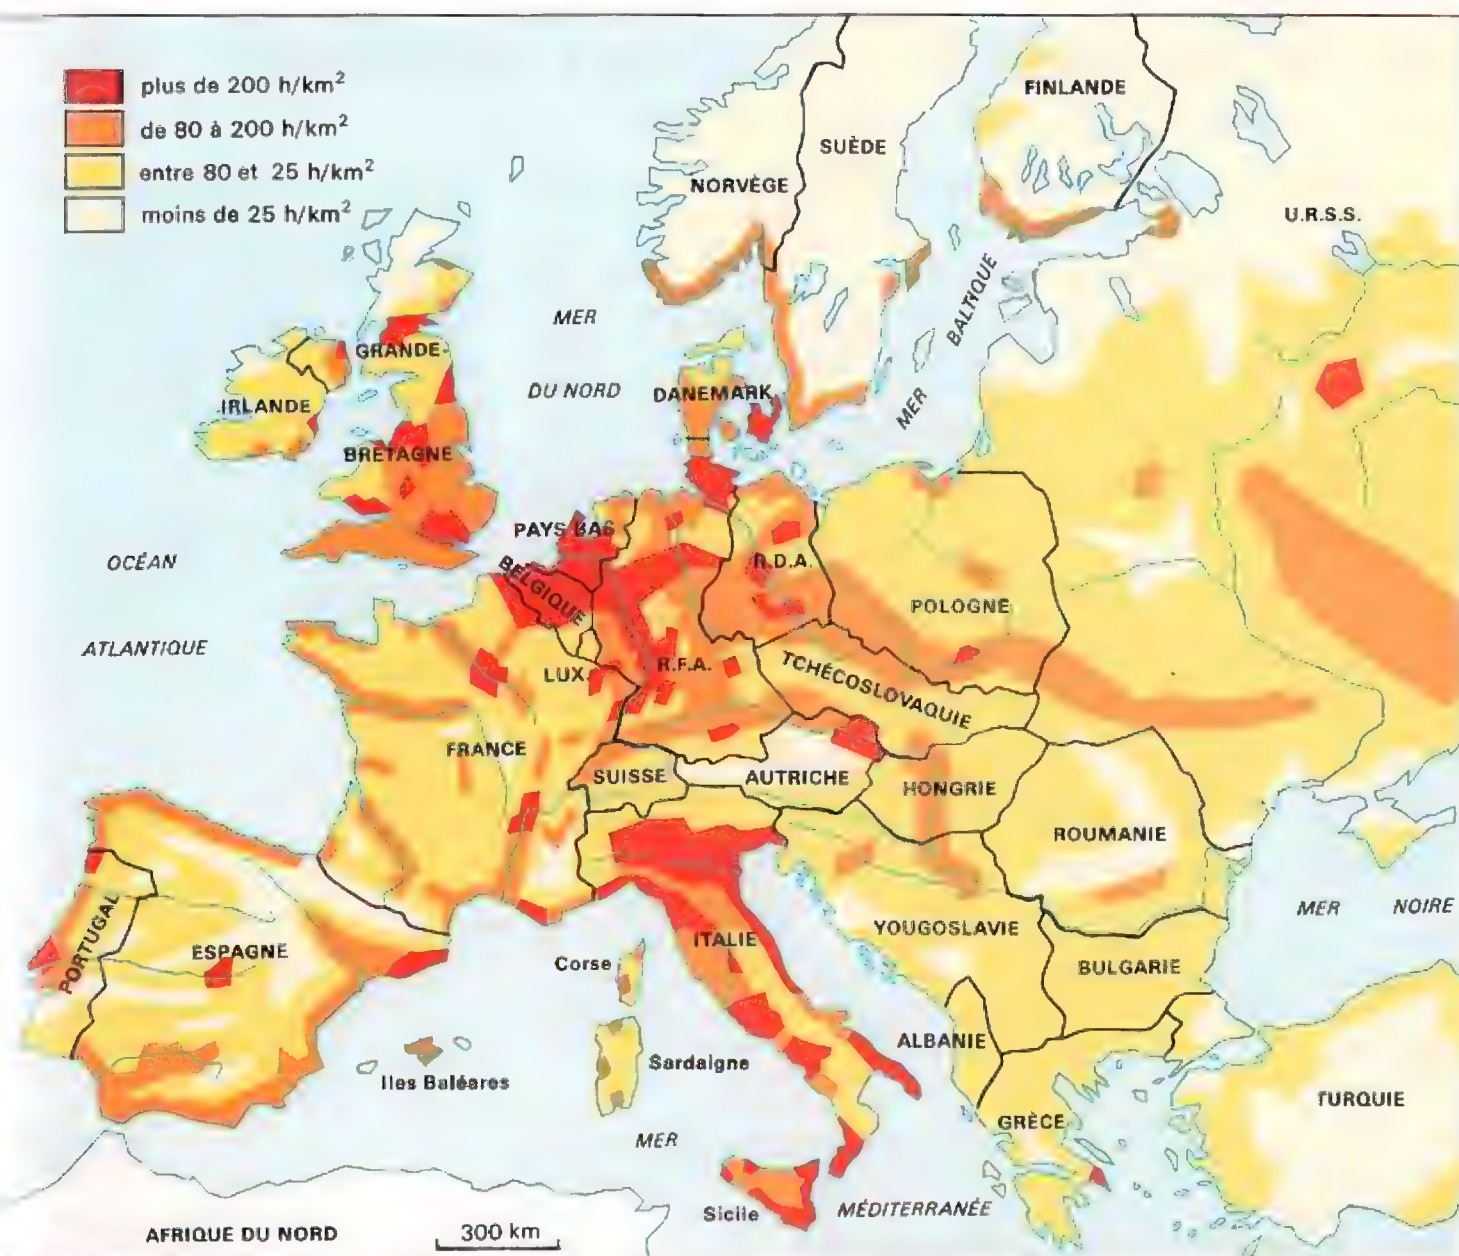 plus de 200 h/km²
de 80 à 200 h/km²
entre 80 et 25 h/km²
moins de 25 h/km²
FINLANDE
SUÈDE
NORVÈGE
U.R.S.S.
MER
DU NORD
MER BALTIQUE
GRANDE-
BRETAGNE
IRLANDE
DANEMARK
PAYS BAS
BELGIQUE
OCÉAN
ATLANTIQUE
R.D.A.
POLOGNE
LUX.
R.F.A.
TCHÉCOSLOVAQUIE
FRANCE
SUISSE
AUTRICHE
HONGRIE
ROUMANIE
MER NOIRE
PORTUGAL
ESPAGNE
ITALIE
YOUGOSLAVIE
BULGARIE
Corse
ALBANIE
Sardaigne
Iles Baléares
TURQUIE
GRÈCE
MER
MÉDITERRANÉE
Sicile
AFRIQUE DU NORD
300 km